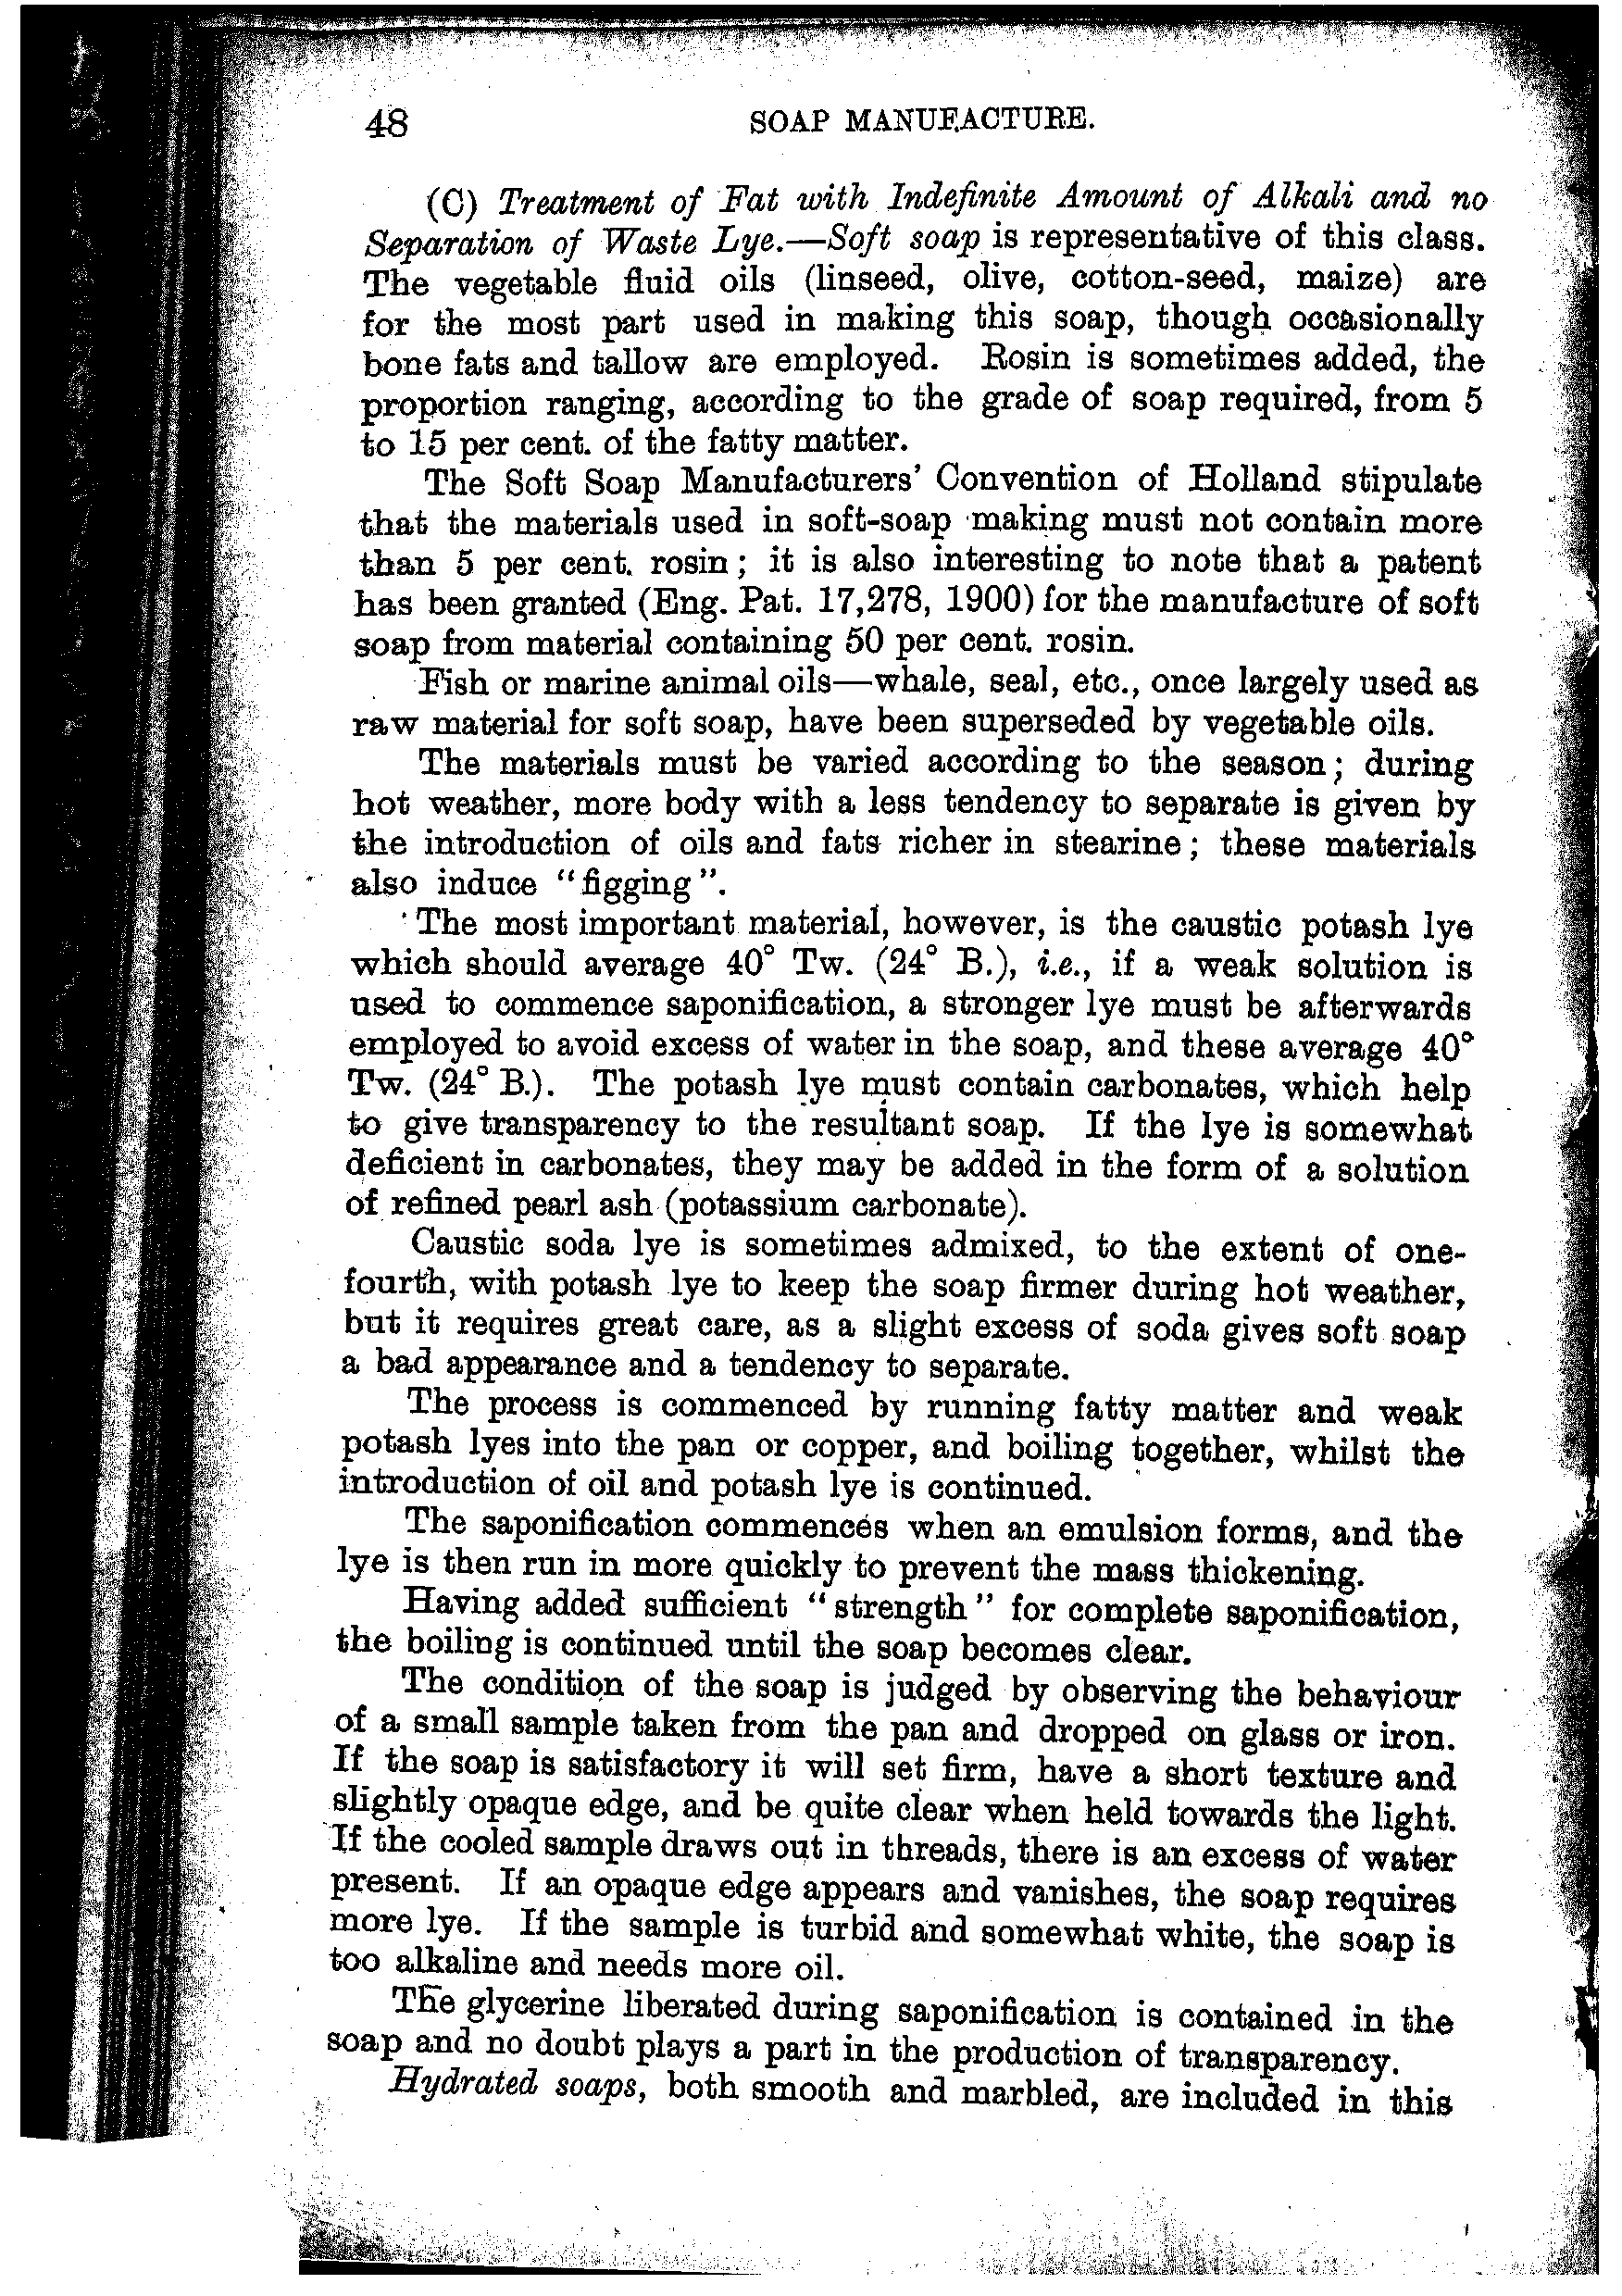 48 SOAP MANUFACTURE.
(C) Treatment of Fat with Indefinite Amount of Alkali and no
Separation of Waste Lye.—Soft soap is representative of this class.
The vegetable fluid oils (linseed, olive, cotton-seed, maize) are
for the most part used in making this soap, though occasionally
bone fats and tallow are employed. Rosin is sometimes added, the
proportion ranging, according to the grade of soap required, from 5
to 15 per cent. of the fatty matter.
The Soft Soap Manufacturers' Convention of Holland stipulate
that the materials used in soft-soap making must not contain more
than 5 per cent. rosin; it is also interesting to note that a patent
has been granted (Eng. Pat. 17,278, 1900) for the manufacture of soft
soap from material containing 50 per cent. rosin.
Fish or marine animal oils—whale, seal, etc., once largely used as
raw material for soft soap, have been superseded by vegetable oils.
The materials must be varied according to the season; during
hot weather, more body with a less tendency to separate is given by
the introduction of oils and fats richer in stearine; these materials
also induce "figging".
The most important material, however, is the caustic potash lye
which should average 40° Tw. (24° B.), i.e., if a weak solution is
used to commence saponification, a stronger lye must be afterwards
employed to avoid excess of water in the soap, and these average 40°
Tw. (24° B.). The potash lye must contain carbonates, which help
to give transparency to the resultant soap. If the lye is somewhat
deficient in carbonates, they may be added in the form of a solution
of refined pearl ash (potassium carbonate).
Caustic soda lye is sometimes admixed, to the extent of one-
fourth, with potash lye to keep the soap firmer during hot weather,
but it requires great care, as a slight excess of soda gives soft soap
a bad appearance and a tendency to separate.
The process is commenced by running fatty matter and weak
potash lyes into the pan or copper, and boiling together, whilst the
introduction of oil and potash lye is continued.
The saponification commences when an emulsion forms, and the
lye is then run in more quickly to prevent the mass thickening.
Having added sufficient "strength" for complete saponification,
the boiling is continued until the soap becomes clear.
The condition of the soap is judged by observing the behaviour
of a small sample taken from the pan and dropped on glass or iron.
If the soap is satisfactory it will set firm, have a short texture and
slightly opaque edge, and be quite clear when held towards the light.
If the cooled sample draws out in threads, there is an excess of water
present. If an opaque edge appears and vanishes, the soap requires
more lye. If the sample is turbid and somewhat white, the soap is
too alkaline and needs more oil.
The glycerine liberated during saponification is contained in the
soap and no doubt plays a part in the production of transparency.
Hydrated soaps, both smooth and marbled, are included in this